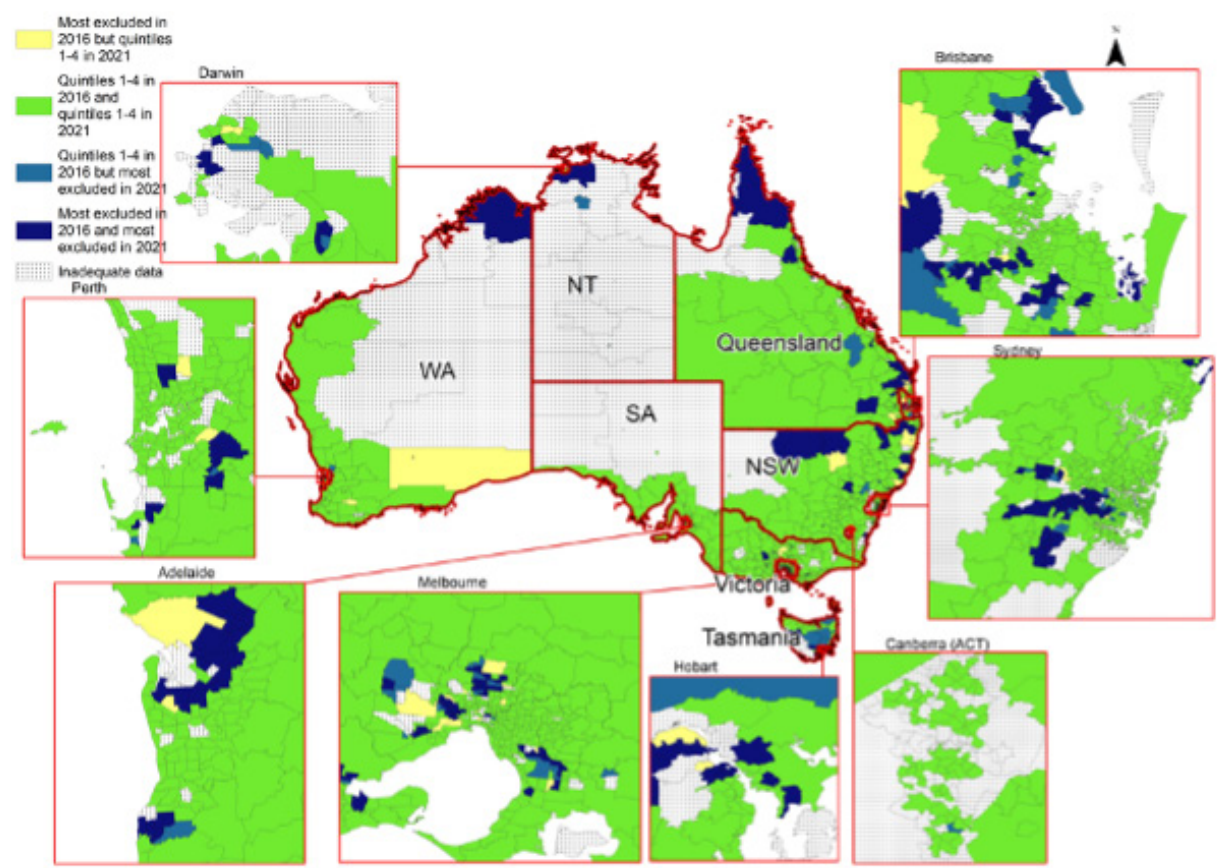 Most excluded in
2016 but quintiles
1-4 in 2021
Quintiles 1-4 in
2016 and
quintiles 1-4 in
2021
Quintiles 1-4 in
2016 but most
excluded in 2021
Most excluded in
2016 and most
excluded in 2021
Inadequate data
Darwin
N
Brisbane
Perth
NT
Queensland
WA
SA
NSW
Sydney
Adelaide
Melbourne
Victoria
Tasmania
Hobart
Canberra (ACT)